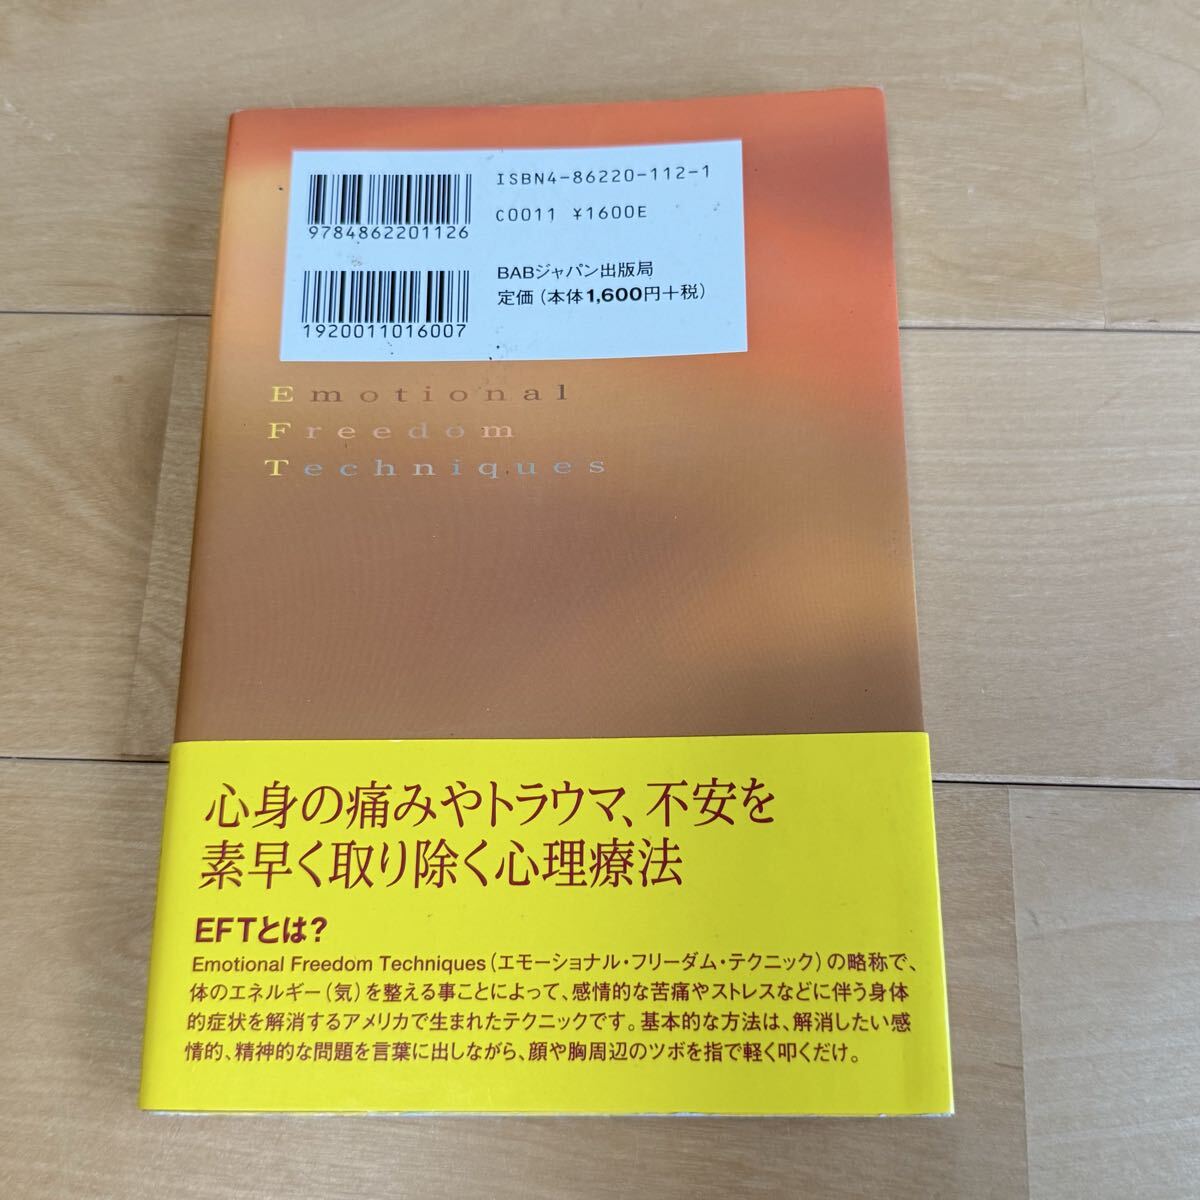 ISBN4-86220-112-1
C0011 ¥1600E
9784862201126
BABジャパン出版局
定価(本体1,600円+税)
1920011016007
Emotional
Freedom
Techniques
心身の痛みやトラウマ、不安を
素早く取り除く心理療法
EFTとは?
Emotional Freedom Techniques(エモーショナル・フリーダム・テクニック)の略称で、
体のエネルギー(気)を整える事ことによって、感情的な苦痛やストレスなどに伴う身体
的症状を解消するアメリカで生まれたテクニックです。基本的な方法は、解消したい感
情的、精神的な問題を言葉に出しながら、顔や胸周辺のツボを指で軽く叩くだけ。